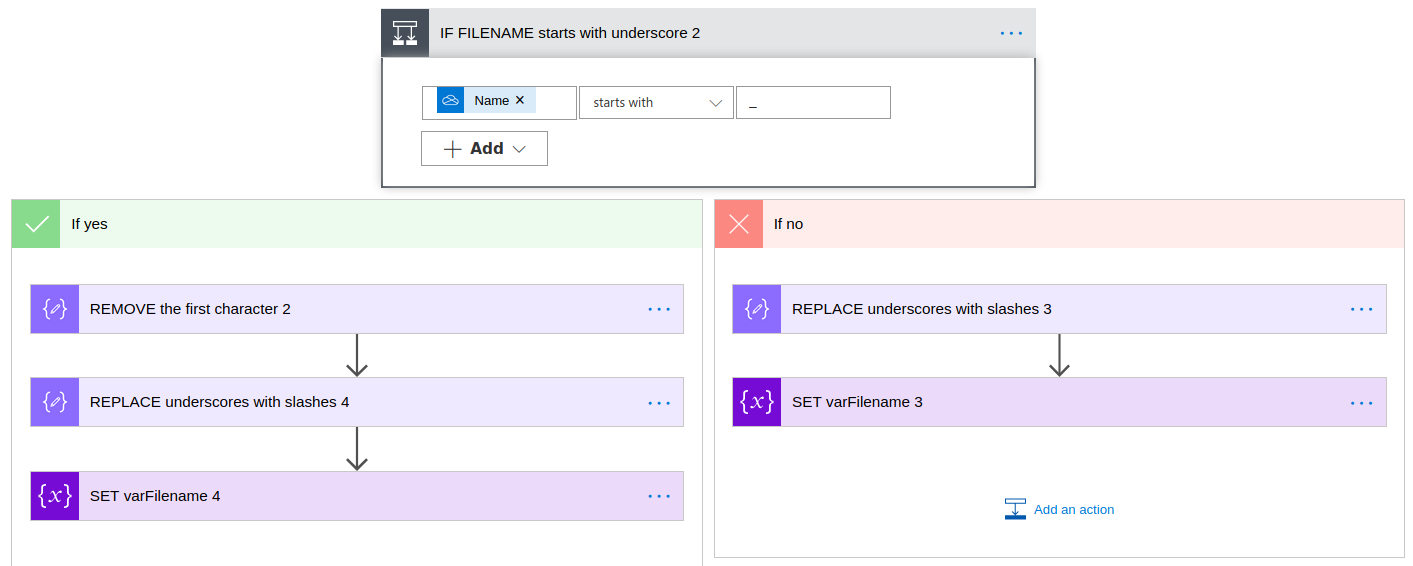 IF FILENAME starts with underscore 2
Name ×
starts with
_
+ Add
If yes
REMOVE the first character 2
REPLACE underscores with slashes 4
{x} SET varFilename 4
If no
REPLACE underscores with slashes 3
{x} SET varFilename 3
Add an action